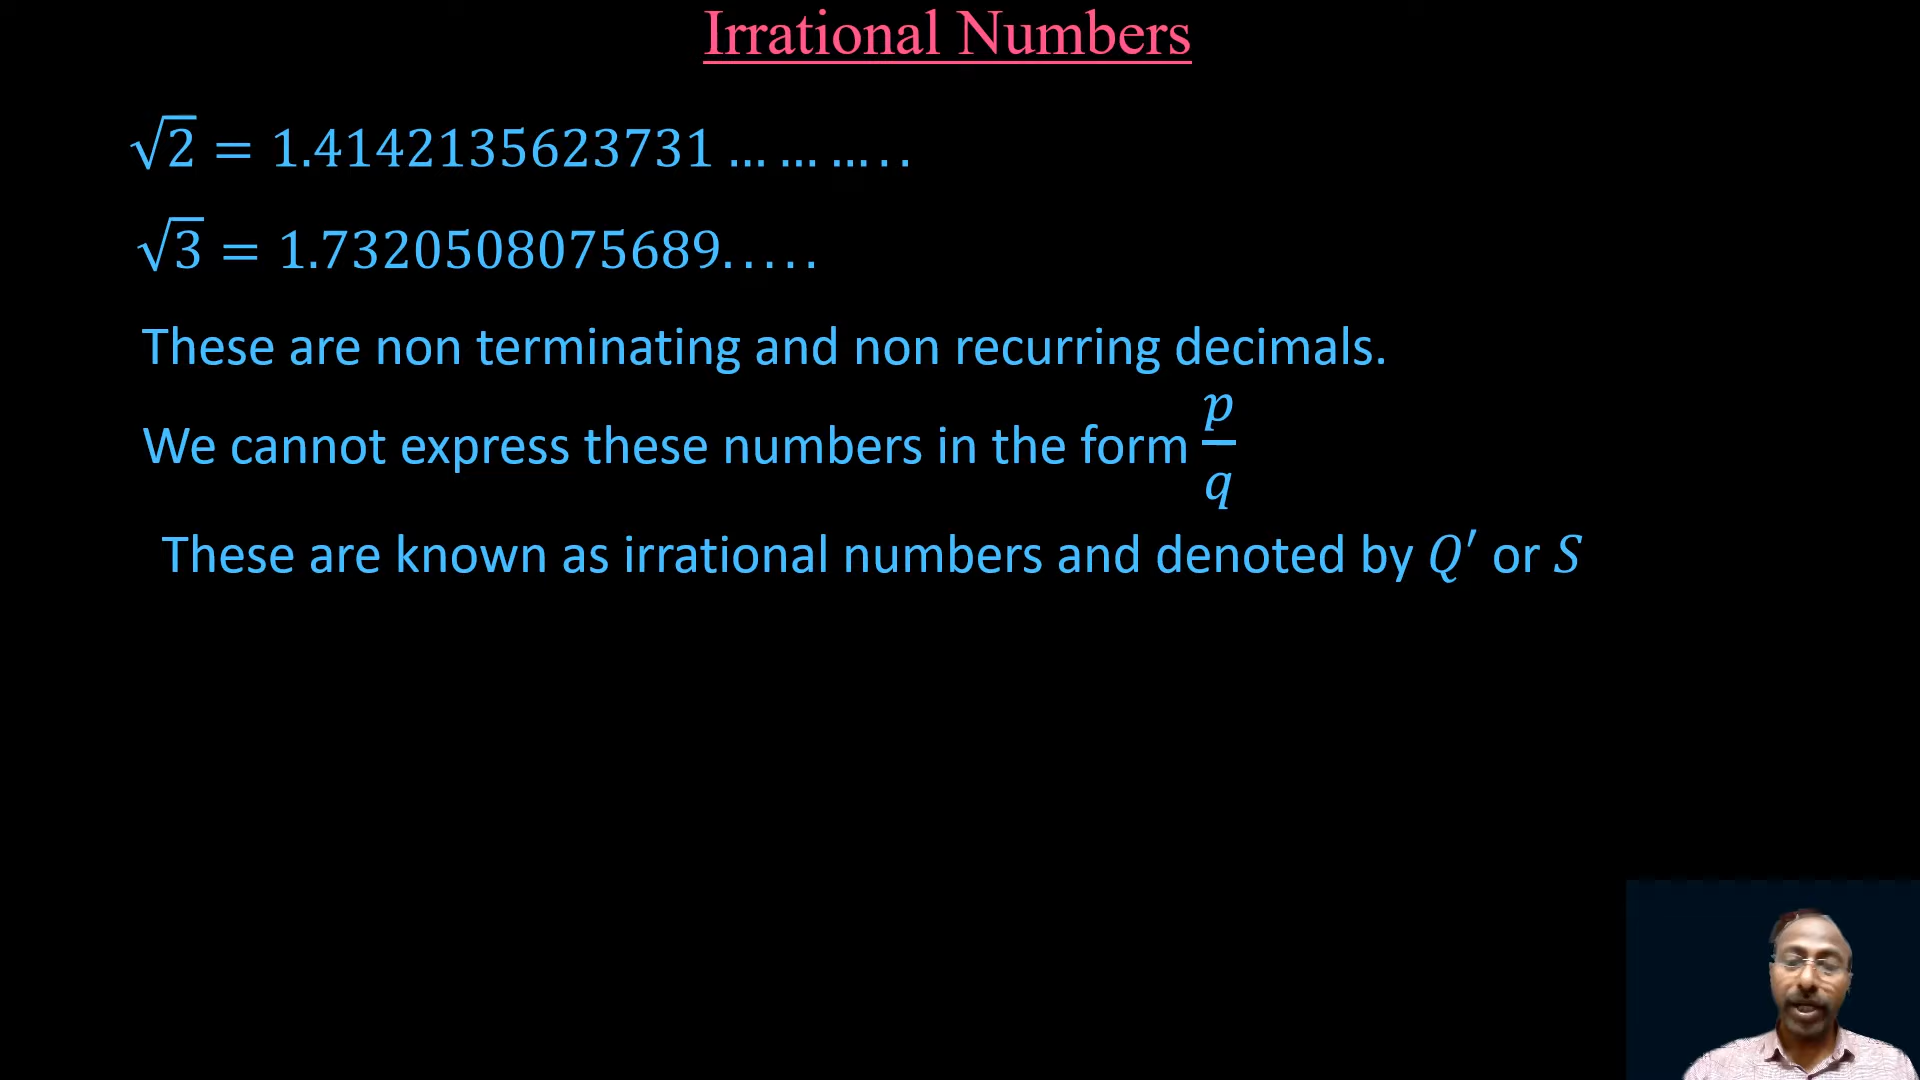 Irrational Numbers
√2 = 1.4142135623731 … … … . .
√3 = 1.7320508075689. . . . .
These are non terminating and non recurring decimals.
We cannot express these numbers in the form p/q
These are known as irrational numbers and denoted by Q′ or S